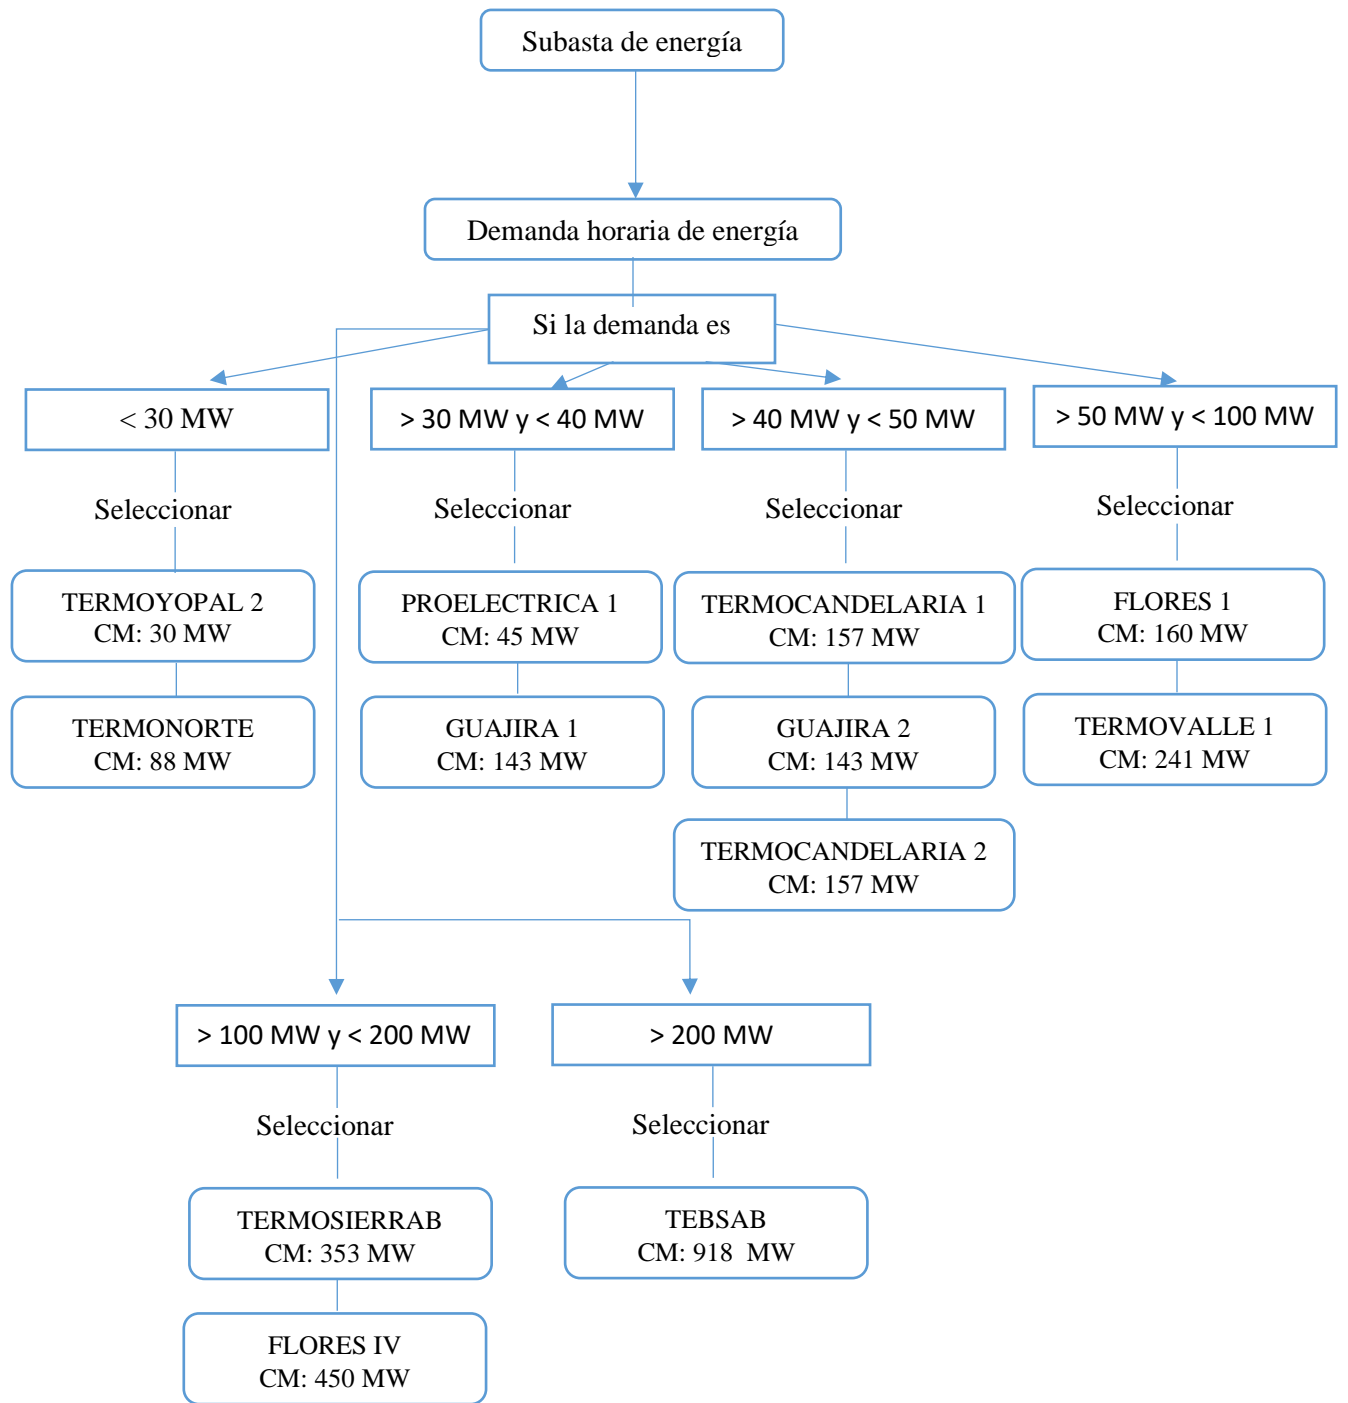 Subasta de energía
Demanda horaria de energía
Si la demanda es
< 30 MW
> 30 MW y < 40 MW
> 40 MW y < 50 MW
> 50 MW y < 100 MW
Seleccionar
Seleccionar
Seleccionar
Seleccionar
TERMOYOPAL 2
CM: 30 MW
PROELECTRICA 1
CM: 45 MW
TERMOCANDELARIA 1
CM: 157 MW
FLORES 1
CM: 160 MW
TERMONORTE
CM: 88 MW
GUAJIRA 1
CM: 143 MW
GUAJIRA 2
CM: 143 MW
TERMOVALLE 1
CM: 241 MW
TERMOCANDELARIA 2
CM: 157 MW
> 100 MW y < 200 MW
> 200 MW
Seleccionar
Seleccionar
TERMOSIERRAB
CM: 353 MW
TEBSAB
CM: 918  MW
FLORES IV
CM: 450 MW